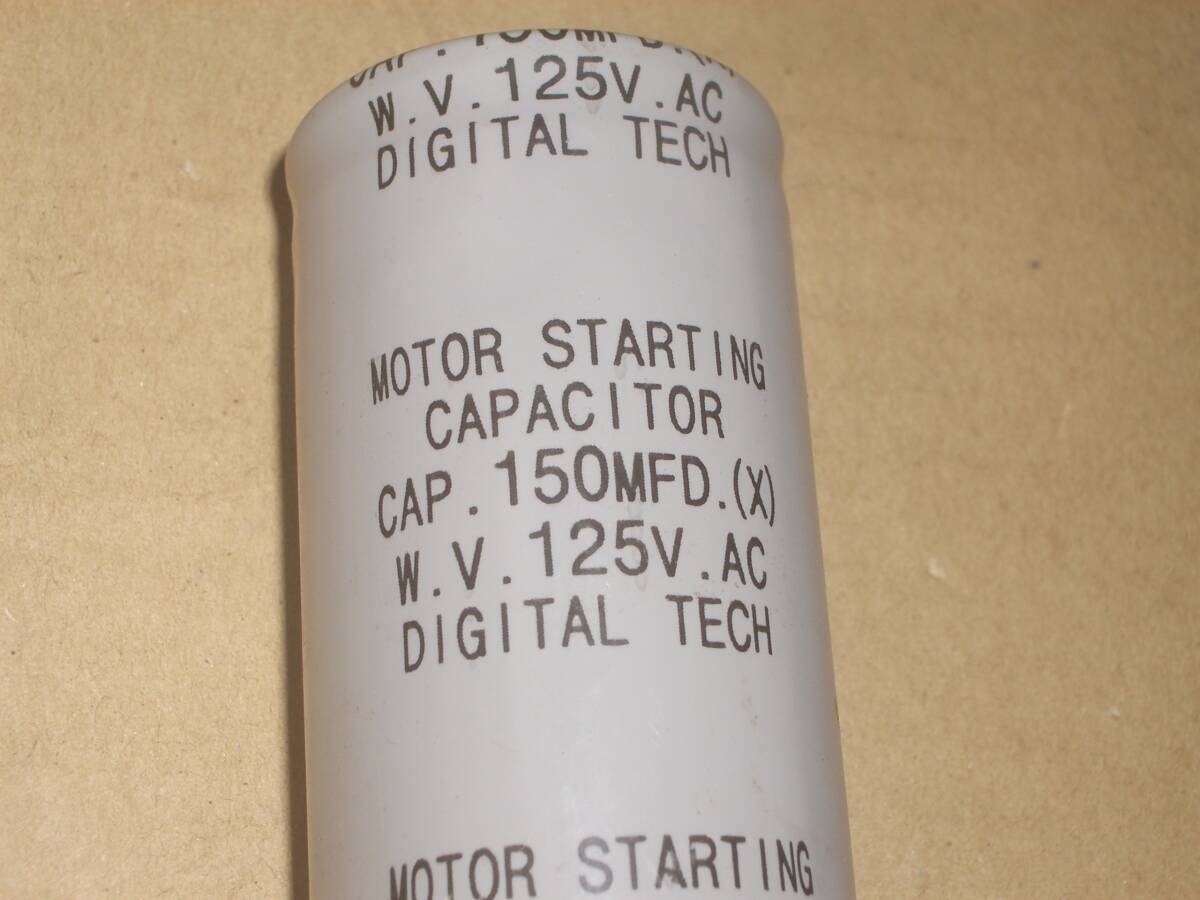 W.V.125V.AC
DIGITAL TECH
MOTOR STARTING
CAPACITOR
CAP.150MFD.(X)
W.V.125V.AC
DIGITAL TECH
MOTOR STARTING